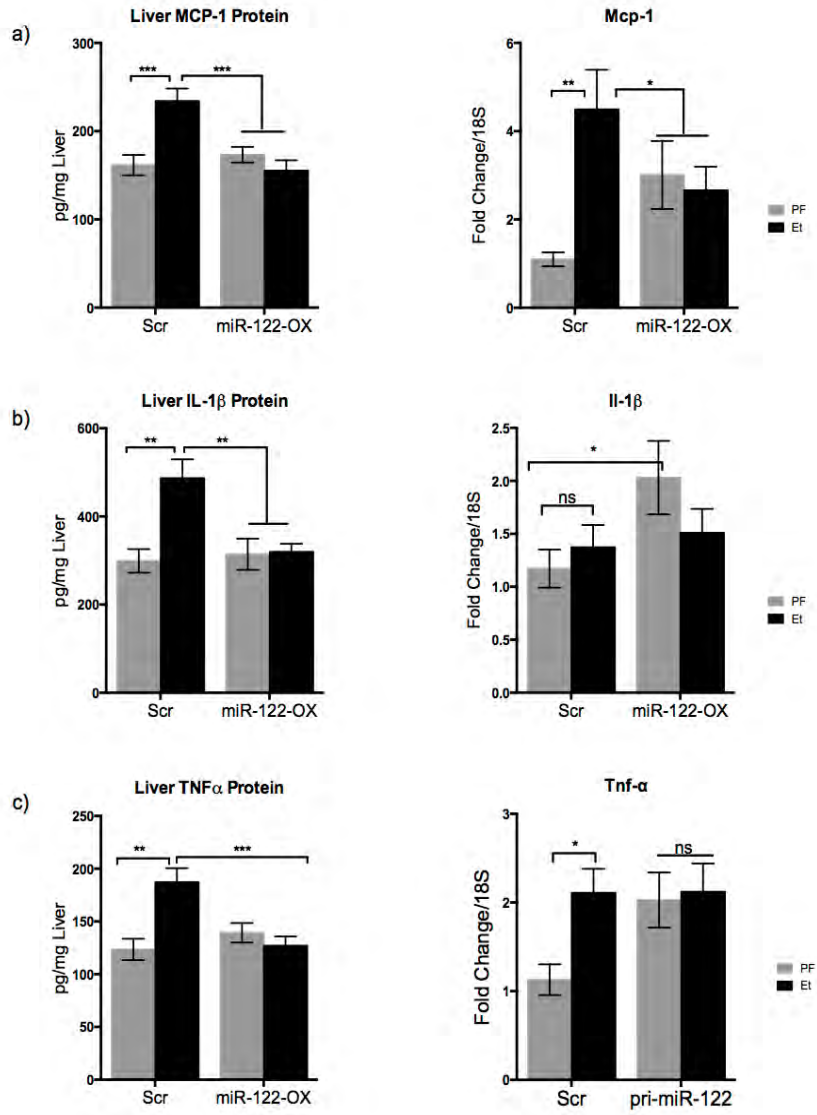 a)
Liver MCP-1 Protein
300
200
100
0
pg/mg Liver
***
***
Scr
miR-122-OX
Mcp-1
6
4
2
0
Fold Change/18S
**
*
Scr
miR-122-OX
PF
Et
b)
Liver IL-1β Protein
600
400
200
0
pg/mg Liver
**
**
Scr
miR-122-OX
Il-1β
2.5
2.0
1.5
1.0
0.5
0.0
Fold Change/18S
*
ns
Scr
miR-122-OX
PF
Et
c)
Liver TNFα Protein
250
200
150
100
50
0
pg/mg Liver
**
***
Scr
miR-122-OX
Tnf-α
3
2
1
0
Fold Change/18S
*
ns
Scr
pri-miR-122
PF
Et